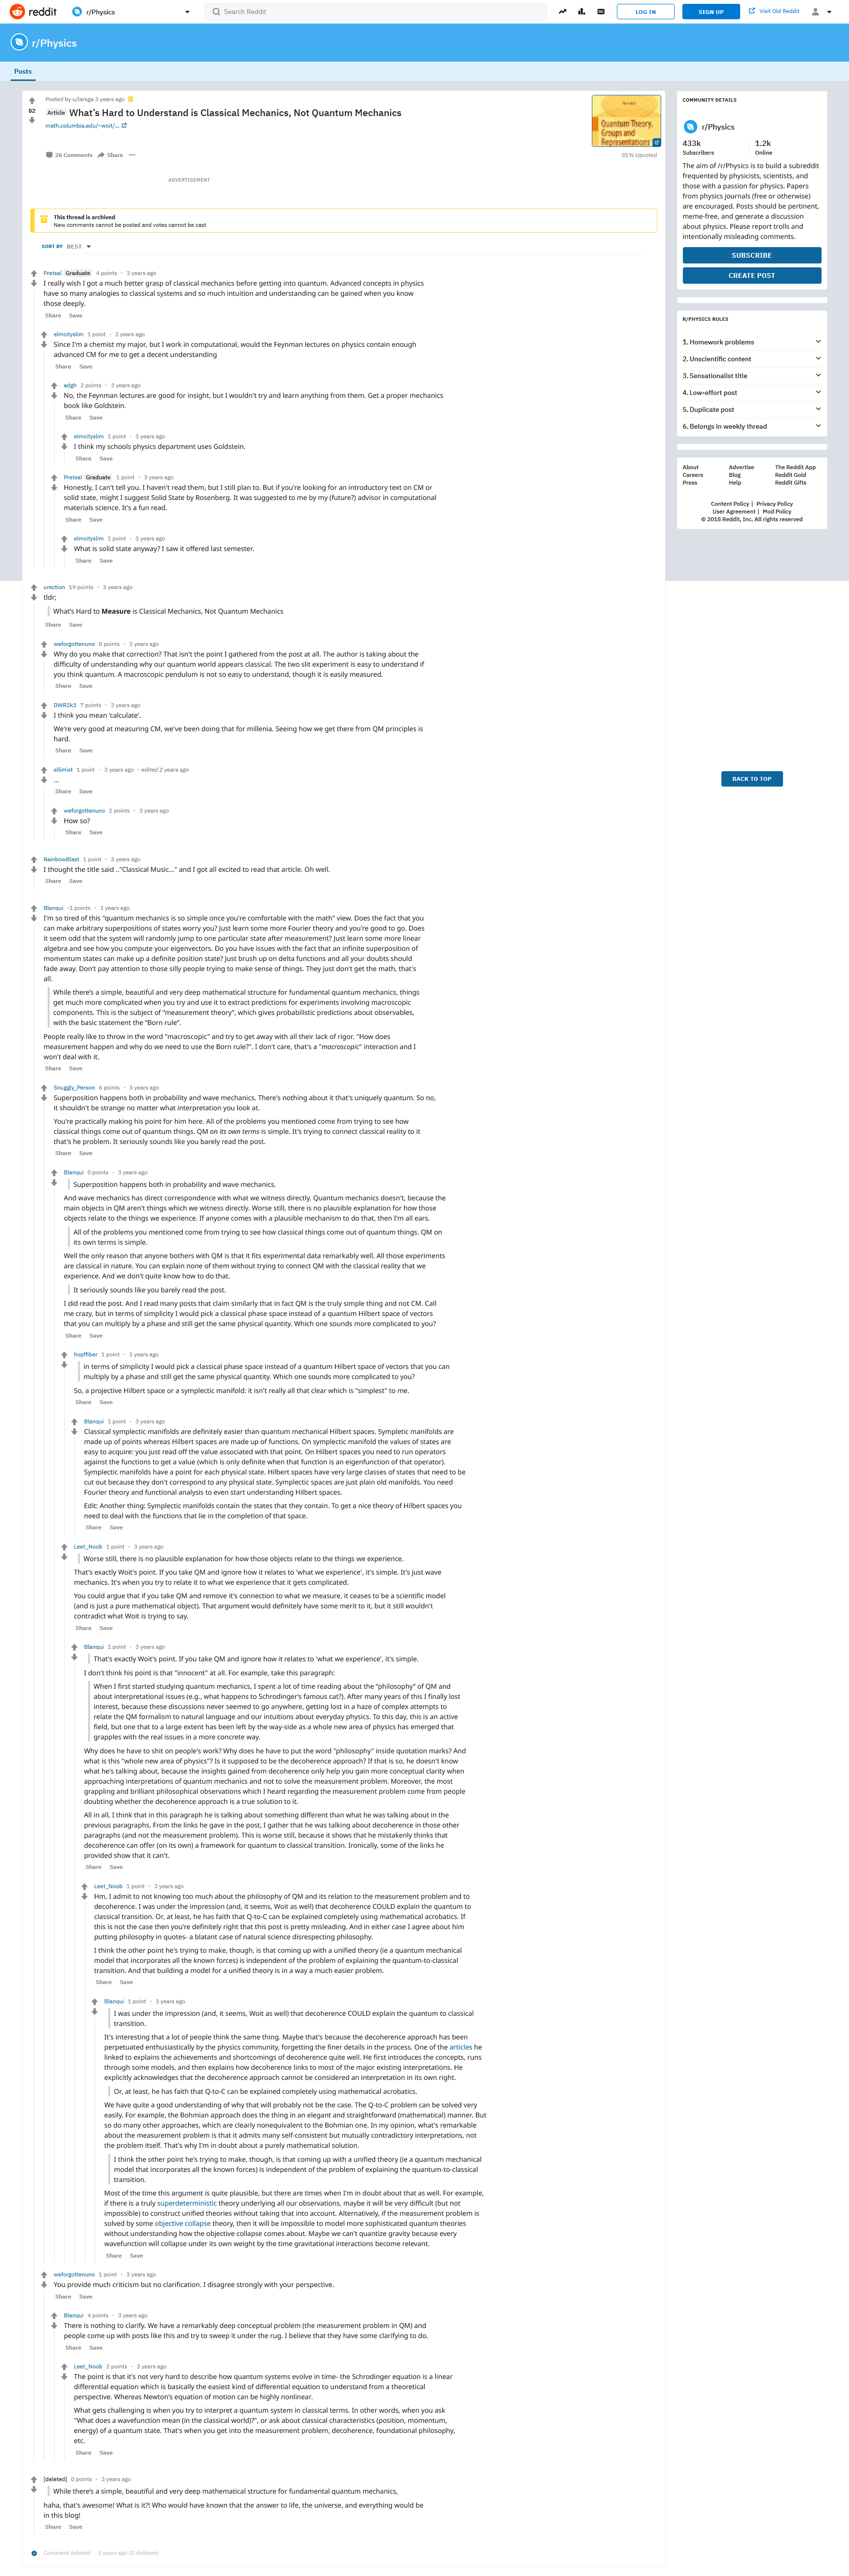 reddit
r/Physics
Search Reddit
LOG IN
SIGN UP
Visit Old Reddit
r/Physics
Posts
82
Posted by u/larsga 3 years ago
Article What's Hard to Understand is Classical Mechanics, Not Quantum Mechanics
math.columbia.edu/~woit/...
26 Comments
Share
81% Upvoted
Quantum Theory,
Groups and
Representations
ADVERTISEMENT
This thread is archived
New comments cannot be posted and votes cannot be cast
SORT BY BEST
Pretsal Graduate 4 points · 3 years ago
I really wish I got a much better grasp of classical mechanics before getting into quantum. Advanced concepts in physics
have so many analogies to classical systems and so much intuition and understanding can be gained when you know
those deeply.
Share Save
elmcityslim 1 point · 3 years ago
Since I'm a chemist my major, but I work in computational, would the Feynman lectures on physics contain enough
advanced CM for me to get a decent understanding
Share Save
adgh 2 points · 3 years ago
No, the Feynman lectures are good for insight, but I wouldn't try and learn anything from them. Get a proper mechanics
book like Goldstein.
Share Save
elmcityslim 1 point · 3 years ago
I think my schools physics department uses Goldstein.
Share Save
Pretsal Graduate 1 point · 3 years ago
Honestly, I can't tell you. I haven't read them, but I still plan to. But if you're looking for an introductory text on CM or
solid state, might I suggest Solid State by Rosenberg. It was suggested to me by my (future?) advisor in computational
materials science. It's a fun read.
Share Save
elmcityslim 1 point · 3 years ago
What is solid state anyway? I saw it offered last semester.
Share Save
urection 19 points · 3 years ago
tldr;
What's Hard to Measure is Classical Mechanics, Not Quantum Mechanics
Share Save
weforgottenuno 8 points · 3 years ago
Why do you make that correction? That isn't the point I gathered from the post at all. The author is taking about the
difficulty of understanding why our quantum world appears classical. The two slit experiment is easy to understand if
you think quantum. A macroscopic pendulum is not so easy to understand, though it is easily measured.
Share Save
DWR2k3 7 points · 3 years ago
I think you mean 'calculate'.
We're very good at measuring CM, we've been doing that for millenia. Seeing how we get there from QM principles is
hard.
Share Save
ellimist 1 point · 3 years ago · edited 2 years ago
...
Share Save
weforgottenuno 2 points · 3 years ago
How so?
Share Save
RainbowBlast 1 point · 3 years ago
I thought the title said .."Classical Music..." and I got all excited to read that article. Oh well.
Share Save
Blanqui -1 points · 3 years ago
I'm so tired of this "quantum mechanics is so simple once you're comfortable with the math" view. Does the fact that you
can make arbitrary superpositions of states worry you? Just learn some more Fourier theory and you're good to go. Does
it seem odd that the system will randomly jump to one particular state after measurement? Just learn some more linear
algebra and see how you compute your eigenvectors. Do you have issues with the fact that an infinite superposition of
momentum states can make up a definite position state? Just brush up on delta functions and all your doubts should
fade away. Don't pay attention to those silly people trying to make sense of things. They just don't get the math, that's
all.
While there's a simple, beautiful and very deep mathematical structure for fundamental quantum mechanics, things
get much more complicated when you try and use it to extract predictions for experiments involving macroscopic
components. This is the subject of "measurement theory", which gives probabilistic predictions about observables,
with the basic statement the "Born rule".
People really like to throw in the word "macroscopic" and try to get away with all their lack of rigor. "How does
measurement happen and why do we need to use the Born rule?". I don't care, that's a "macroscopic" interaction and I
won't deal with it.
Share Save
Snuggly_Person 6 points · 3 years ago
Superposition happens both in probability and wave mechanics. There's nothing about it that's uniquely quantum. So no,
it shouldn't be strange no matter what interpretation you look at.
You're practically making his point for him here. All of the problems you mentioned come from trying to see how
classical things come out of quantum things. QM on its own terms is simple. It's trying to connect classical reality to it
that's he problem. It seriously sounds like you barely read the post.
Share Save
Blanqui 0 points · 3 years ago
Superposition happens both in probability and wave mechanics.
And wave mechanics has direct correspondence with what we witness directly. Quantum mechanics doesn't, because the
main objects in QM aren't things which we witness directly. Worse still, there is no plausible explanation for how those
objects relate to the things we experience. If anyone comes with a plausible mechanism to do that, then I'm all ears.
All of the problems you mentioned come from trying to see how classical things come out of quantum things. QM on
its own terms is simple.
Well the only reason that anyone bothers with QM is that it fits experimental data remarkably well. All those experiments
are classical in nature. You can explain none of them without trying to connect QM with the classical reality that we
experience. And we don't quite know how to do that.
It seriously sounds like you barely read the post.
I did read the post. And I read many posts that claim similarly that in fact QM is the truly simple thing and not CM. Call
me crazy, but in terms of simplicity I would pick a classical phase space instead of a quantum Hilbert space of vectors
that you can multiply by a phase and still get the same physical quantity. Which one sounds more complicated to you?
Share Save
hopffiber 1 point · 3 years ago
in terms of simplicity I would pick a classical phase space instead of a quantum Hilbert space of vectors that you can
multiply by a phase and still get the same physical quantity. Which one sounds more complicated to you?
So, a projective Hilbert space or a symplectic manifold: it isn't really all that clear which is "simplest" to me.
Share Save
Blanqui 1 point · 3 years ago
Classical symplectic manifolds are definitely easier than quantum mechanical Hilbert spaces. Sympletic manifolds are
made up of points whereas Hilbert spaces are made up of functions. On symplectic manifold the values of states are
easy to acquire: you just read off the value associated with that point. On Hilbert spaces you need to run operators
against the functions to get a value (which is only definite when that function is an eigenfunction of that operator).
Symplectic manifolds have a point for each physical state. Hilbert spaces have very large classes of states that need to be
cut out because they don't correspond to any physical state. Symplectic spaces are just plain old manifolds. You need
Fourier theory and functional analysis to even start understanding Hilbert spaces.
Edit: Another thing: Symplectic manifolds contain the states that they contain. To get a nice theory of Hilbert spaces you
need to deal with the functions that lie in the completion of that space.
Share Save
Leet_Noob 1 point · 3 years ago
Worse still, there is no plausible explanation for how those objects relate to the things we experience.
That's exactly Woit's point. If you take QM and ignore how it relates to 'what we experience', it's simple. It's just wave
mechanics. It's when you try to relate it to what we experience that it gets complicated.
You could argue that if you take QM and remove it's connection to what we measure, it ceases to be a scientific model
(and is just a pure mathematical object). That argument would definitely have some merit to it, but it still wouldn't
contradict what Woit is trying to say.
Share Save
Blanqui 1 point · 3 years ago
That's exactly Woit's point. If you take QM and ignore how it relates to 'what we experience', it's simple.
I don't think his point is that "innocent" at all. For example, take this paragraph:
When I first started studying quantum mechanics, I spent a lot of time reading about the "philosophy" of QM and
about interpretational issues (e.g., what happens to Schrodinger's famous cat?). After many years of this I finally lost
interest, because these discussions never seemed to go anywhere, getting lost in a haze of complex attempts to
relate the QM formalism to natural language and our intuitions about everyday physics. To this day, this is an active
field, but one that to a large extent has been left by the way-side as a whole new area of physics has emerged that
grapples with the real issues in a more concrete way.
Why does he have to shit on people's work? Why does he have to put the word "philosophy" inside quotation marks? And
what is this "whole new area of physics"? Is it supposed to be the decoherence approach? If that is so, he doesn't know
what he's talking about, because the insights gained from decoherence only help you gain more conceptual clarity when
approaching interpretations of quantum mechanics and not to solve the measurement problem. Moreover, the most
grappling and brilliant philosophical observations which I heard regarding the measurement problem come from people
doubting whether the decoherence approach is a true solution to it.
All in all, I think that in this paragraph he is talking about something different than what he was talking about in the
previous paragraphs. From the links he gave in the post, I gather that he was talking about decoherence in those other
paragraphs (and not the measurement problem). This is worse still, because it shows that he mistakenly thinks that
decoherence can offer (on its own) a framework for quantum to classical transition. Ironically, some of the links he
provided show that it can't.
Share Save
Leet_Noob 1 point · 3 years ago
Hm, I admit to not knowing too much about the philosophy of QM and its relation to the measurement problem and to
decoherence. I was under the impression (and, it seems, Woit as well) that decoherence COULD explain the quantum to
classical transition. Or, at least, he has faith that Q-to-C can be explained completely using mathematical acrobatics. If
this is not the case then you're definitely right that this post is pretty misleading. And in either case I agree about him
putting philosophy in quotes- a blatant case of natural science disrespecting philosophy.
I think the other point he's trying to make, though, is that coming up with a unified theory (ie a quantum mechanical
model that incorporates all the known forces) is independent of the problem of explaining the quantum-to-classical
transition. And that building a model for a unified theory is in a way a much easier problem.
Share Save
Blanqui 1 point · 3 years ago
I was under the impression (and, it seems, Woit as well) that decoherence COULD explain the quantum to classical
transition.
It's interesting that a lot of people think the same thing. Maybe that's because the decoherence approach has been
perpetuated enthusiastically by the physics community, forgetting the finer details in the process. One of the articles he
linked to explains the achievements and shortcomings of decoherence quite well. He first introduces the concepts, runs
through some models, and then explains how decoherence links to most of the major existing interpretations. He
explicitly acknowledges that the decoherence approach cannot be considered an interpretation in its own right.
Or, at least, he has faith that Q-to-C can be explained completely using mathematical acrobatics.
We have quite a good understanding of why that will probably not be the case. The Q-to-C problem can be solved very
easily. For example, the Bohmian approach does the thing in an elegant and straightforward (mathematical) manner. But
so do many other approaches, which are clearly nonequivalent to the Bohmian one. In my opinion, what's remarkable
about the measurement problem is that it admits many self-consistent but mutually contradictory interpretations, not
the problem itself. That's why I'm in doubt about a purely mathematical solution.
I think the other point he's trying to make, though, is that coming up with a unified theory (ie a quantum mechanical
model that incorporates all the known forces) is independent of the problem of explaining the quantum-to-classical
transition.
Most of the time this argument is quite plausible, but there are times when I'm in doubt about that as well. For example,
if there is a truly superdeterministic theory underlying all our observations, maybe it will be very difficult (but not
impossible) to construct unified theories without taking that into account. Alternatively, if the measurement problem is
solved by some objective collapse theory, then it will be impossible to model more sophisticated quantum theories
without understanding how the objective collapse comes about. Maybe we can't quantize gravity because every
wavefunction will collapse under its own weight by the time gravitational interactions become relevant.
Share Save
weforgottenuno 1 point · 3 years ago
You provide much criticism but no clarification. I disagree strongly with your perspective.
Share Save
Blanqui 4 points · 3 years ago
There is nothing to clarify. We have a remarkably deep conceptual problem (the measurement problem in QM) and
people come up with posts like this and try to sweep it under the rug. I believe that they have some clarifying to do.
Share Save
Leet_Noob 2 points · 3 years ago
The point is that it's not very hard to describe how quantum systems evolve in time- the Schrodinger equation is a linear
differential equation which is basically the easiest kind of differential equation to understand from a theoretical
perspective. Whereas Newton's equation of motion can be highly nonlinear.
What gets challenging is when you try to interpret a quantum system in classical terms. In other words, when you ask
"What does a wavefunction mean (in the classical world)?", or ask about classical characteristics (position, momentum,
energy) of a quantum state. That's when you get into the measurement problem, decoherence, foundational philosophy,
etc.
Share Save
[deleted] 0 points · 3 years ago
While there's a simple, beautiful and very deep mathematical structure for fundamental quantum mechanics,
haha, that's awesome! What is it?! Who would have known that the answer to life, the universe, and everything would be
in this blog!
Share Save
Comment deleted 3 years ago (0 children)
COMMUNITY DETAILS
r/Physics
433k
Subscribers
1.2k
Online
The aim of /r/Physics is to build a subreddit
frequented by physicists, scientists, and
those with a passion for physics. Papers
from physics journals (free or otherwise)
are encouraged. Posts should be pertinent,
meme-free, and generate a discussion
about physics. Please report trolls and
intentionally misleading comments.
SUBSCRIBE
CREATE POST
R/PHYSICS RULES
1. Homework problems
2. Unscientific content
3. Sensationalist title
4. Low-effort post
5. Duplicate post
6. Belongs in weekly thread
About Advertise The Reddit App
Careers Blog Reddit Gold
Press Help Reddit Gifts
Content Policy | Privacy Policy
User Agreement | Mod Policy
© 2018 Reddit, Inc. All rights reserved
BACK TO TOP